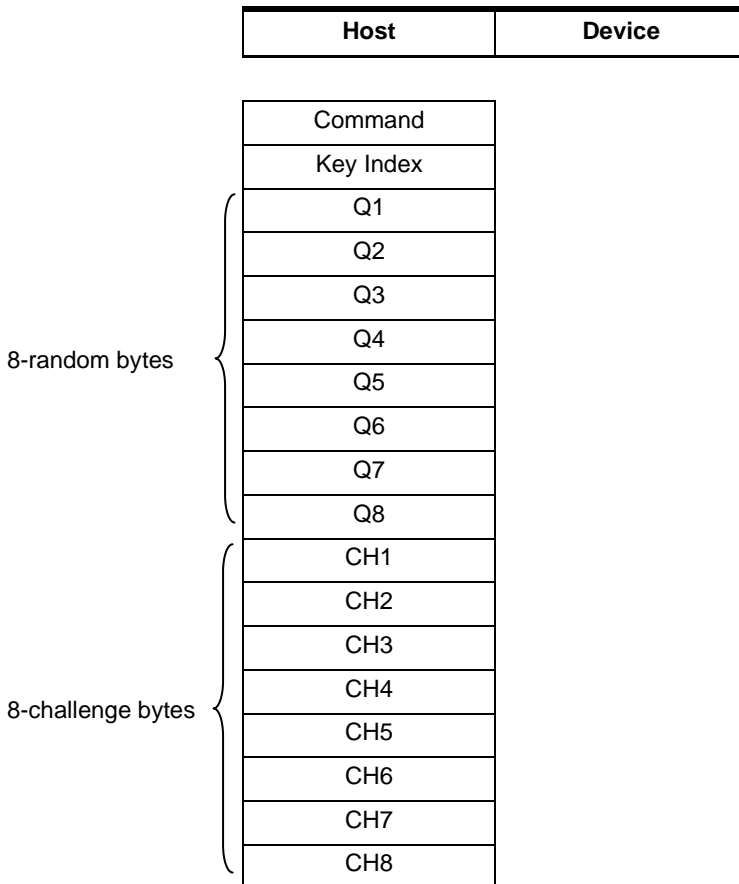 Host Device
Command
Key Index
Q1
Q2
Q3
Q4
8-random bytes
Q5
Q6
Q7
Q8
CH1
CH2
CH3
CH4
8-challenge bytes
CH5
CH6
CH7
CH8